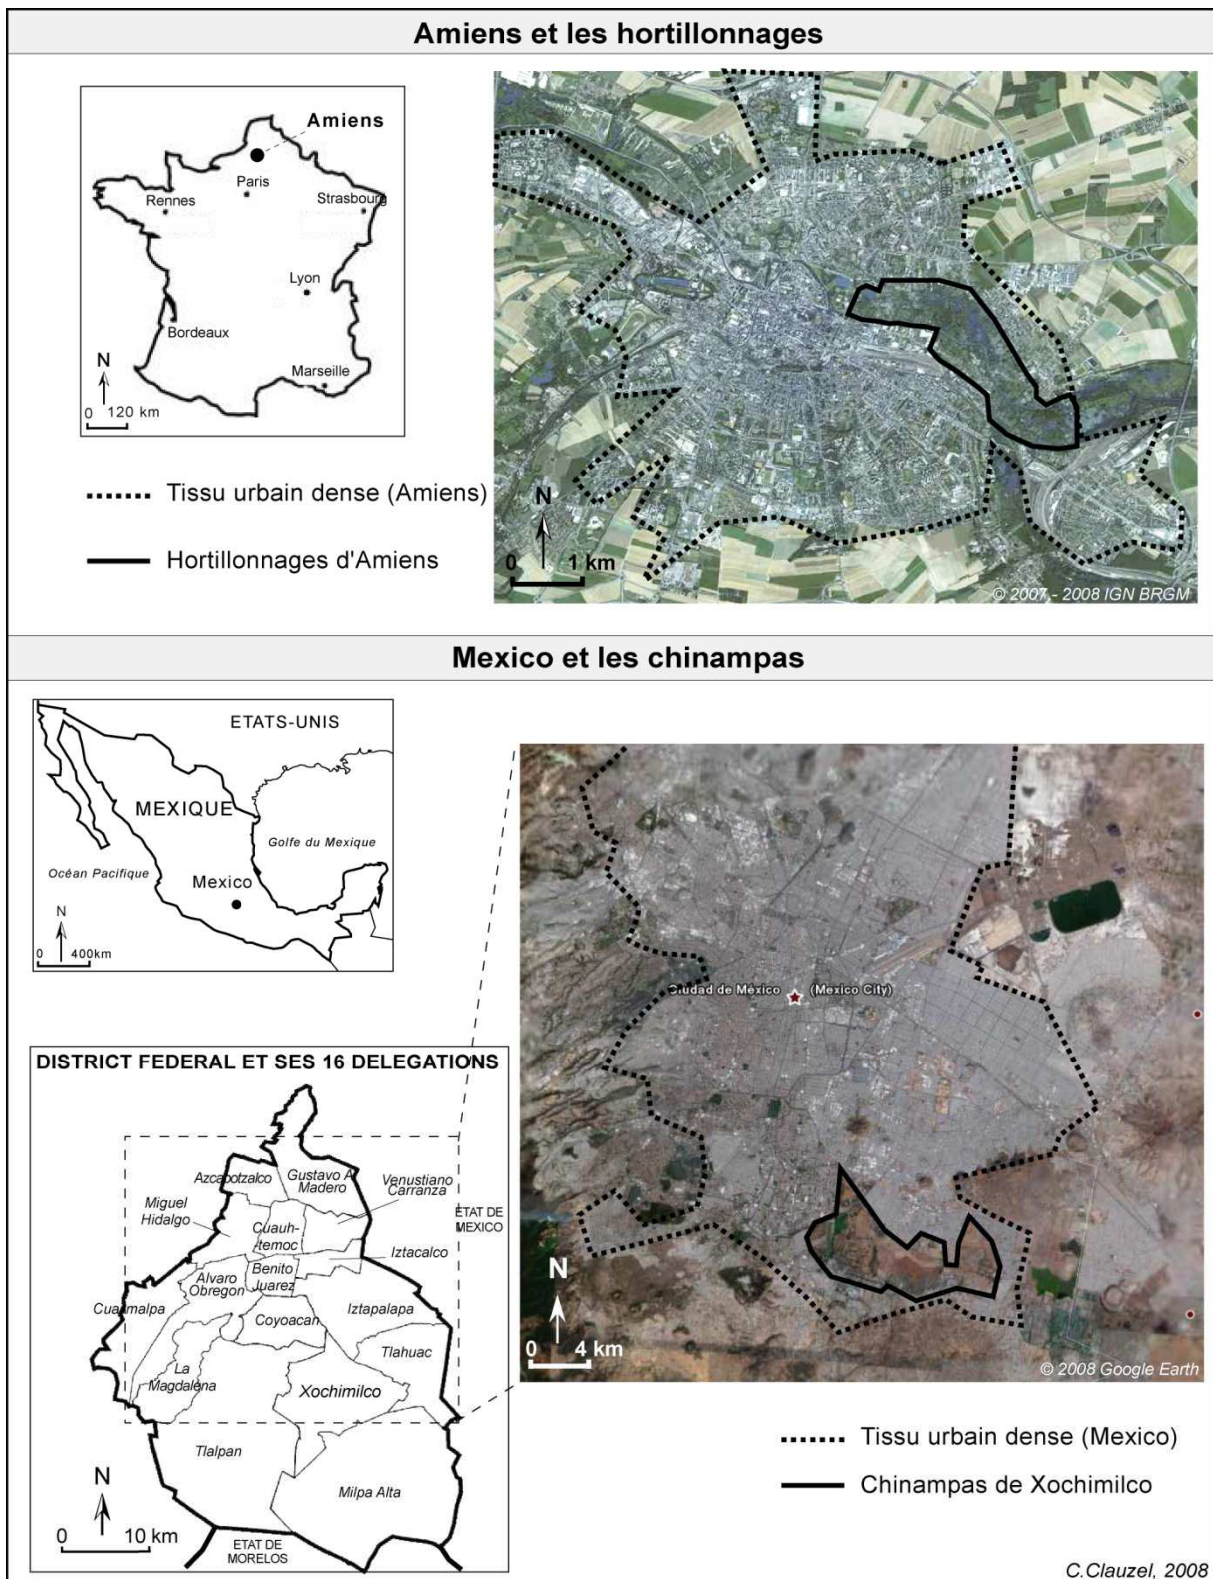 Amiens et les hortillonnages
Amiens
Paris
Rennes
Strasbourg
Lyon
Bordeaux
Marseille
N
0 120 km
Tissu urbain dense (Amiens)
Hortillonnages d'Amiens
N
0 1 km
© 2007 - 2008 IGN BRGM
Mexico et les chinampas
ETATS-UNIS
MEXIQUE
Golfe du Mexique
Océan Pacifique
Mexico
N
0 400km
DISTRICT FEDERAL ET SES 16 DELEGATIONS
Azcapotzalco
Gustavo A.
Madero
Venustiano
Carranza
Miguel
Hidalgo
Cuauh-
temoc
ETAT DE
MEXICO
Iztacalco
Benito
Juarez
Alvaro
Obregon
Cuajimalpa
Iztapalapa
Coyoacan
Tlahuac
La
Magdalena
Xochimilco
Tlalpan
Milpa Alta
N
0 10 km
ETAT DE
MORELOS
Ciudad de México (Mexico City)
N
0 4 km
© 2008 Google Earth
Tissu urbain dense (Mexico)
Chinampas de Xochimilco
C.Clauzel, 2008